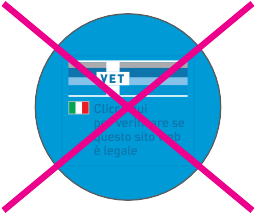 VET
Clicca qui
per verificare se
questo sito web
è legale